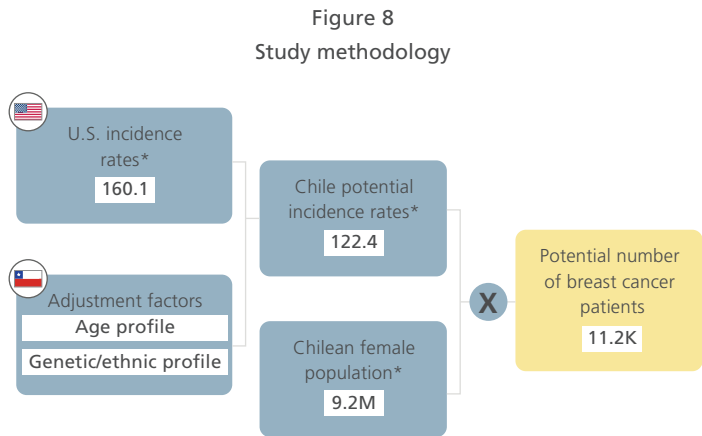 Figure 8
Study methodology
U.S. incidence
rates*
160.1
Adjustment factors
Age profile
Genetic/ethnic profile
Chile potential
incidence rates*
122.4
Chilean female
population*
9.2M
X
Potential number
of breast cancer
patients
11.2K